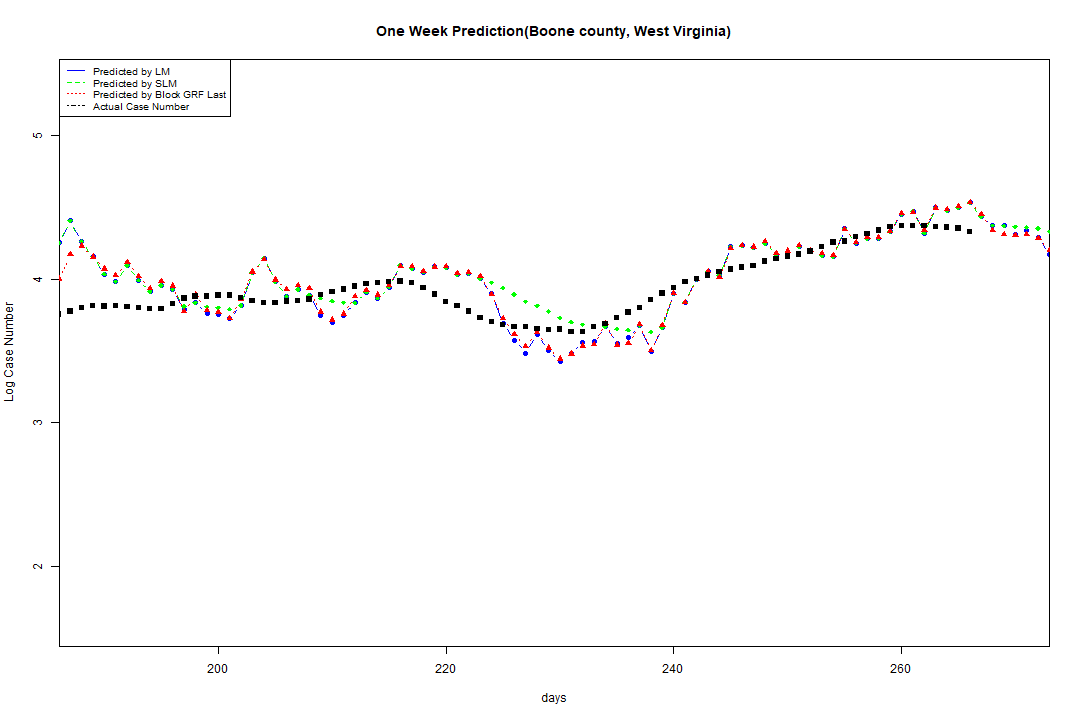 One Week Prediction(Boone county, West Virginia)
Predicted by LM
Predicted by SLM
Predicted by Block GRF Last
Actual Case Number
5
4
3
2
Log Case Number
200 220 240 260
days